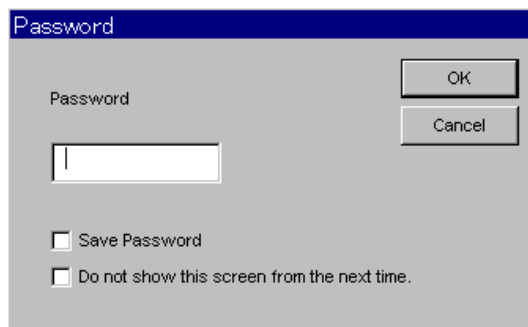 Password
OK
Password
Cancel
Save Password
Do not show this screen from the next time.